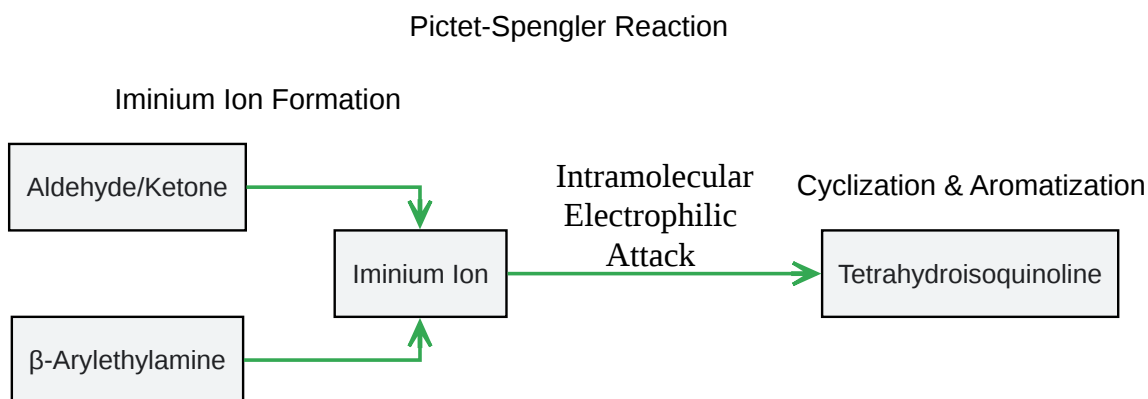 Pictet-Spengler Reaction
Iminium Ion Formation
Aldehyde/Ketone
β-Arylethylamine
Iminium Ion
Intramolecular
Electrophilic
Attack
Cyclization & Aromatization
Tetrahydroisoquinoline